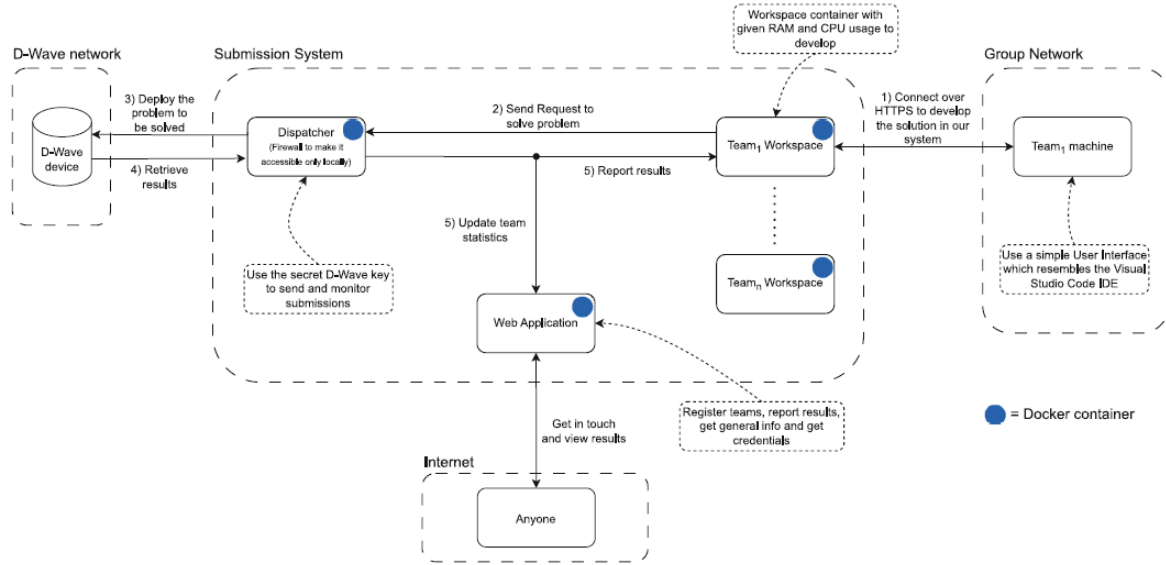 Workspace container with
given RAM and CPU usage to
develop
D-Wave network
Submission System
Group Network
3) Deploy the
problem to
be solved
2) Send Request to
solve problem
1) Connect over
HTTPS to develop
the solution in our
system
D-Wave
device
Dispatcher
(Firewall to make it
accessible only locally)
Team1 Workspace
Team1 machine
4) Retrieve
results
5) Report results
5) Update team
statistics
Use the secret D-Wave key
to send and monitor
submissions
Teamn Workspace
Use a simple User Interface
which resembles the Visual
Studio Code IDE
Web Application
Register teams, report results,
get general info and get
credentials
= Docker container
Get in touch
and view results
Internet
Anyone